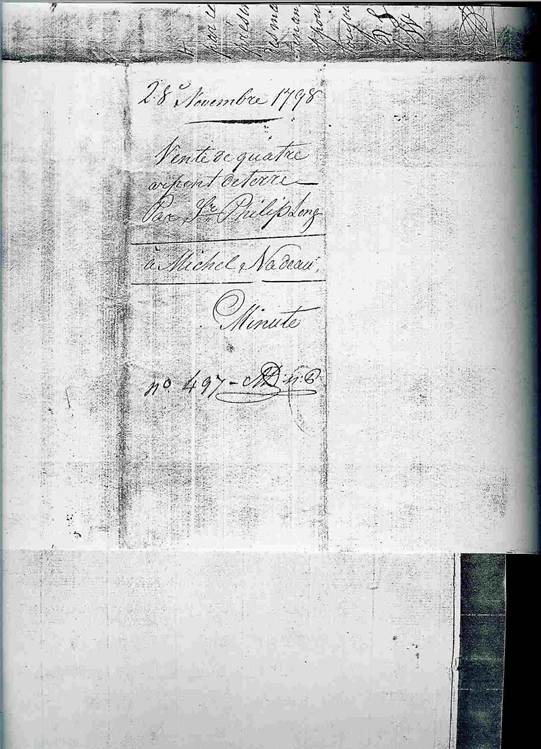 28e Novembre 1798
Vente de quatre
arpent de terre
Par Sr. Philip Long
à Michel Nadeau.
Minute
no 497